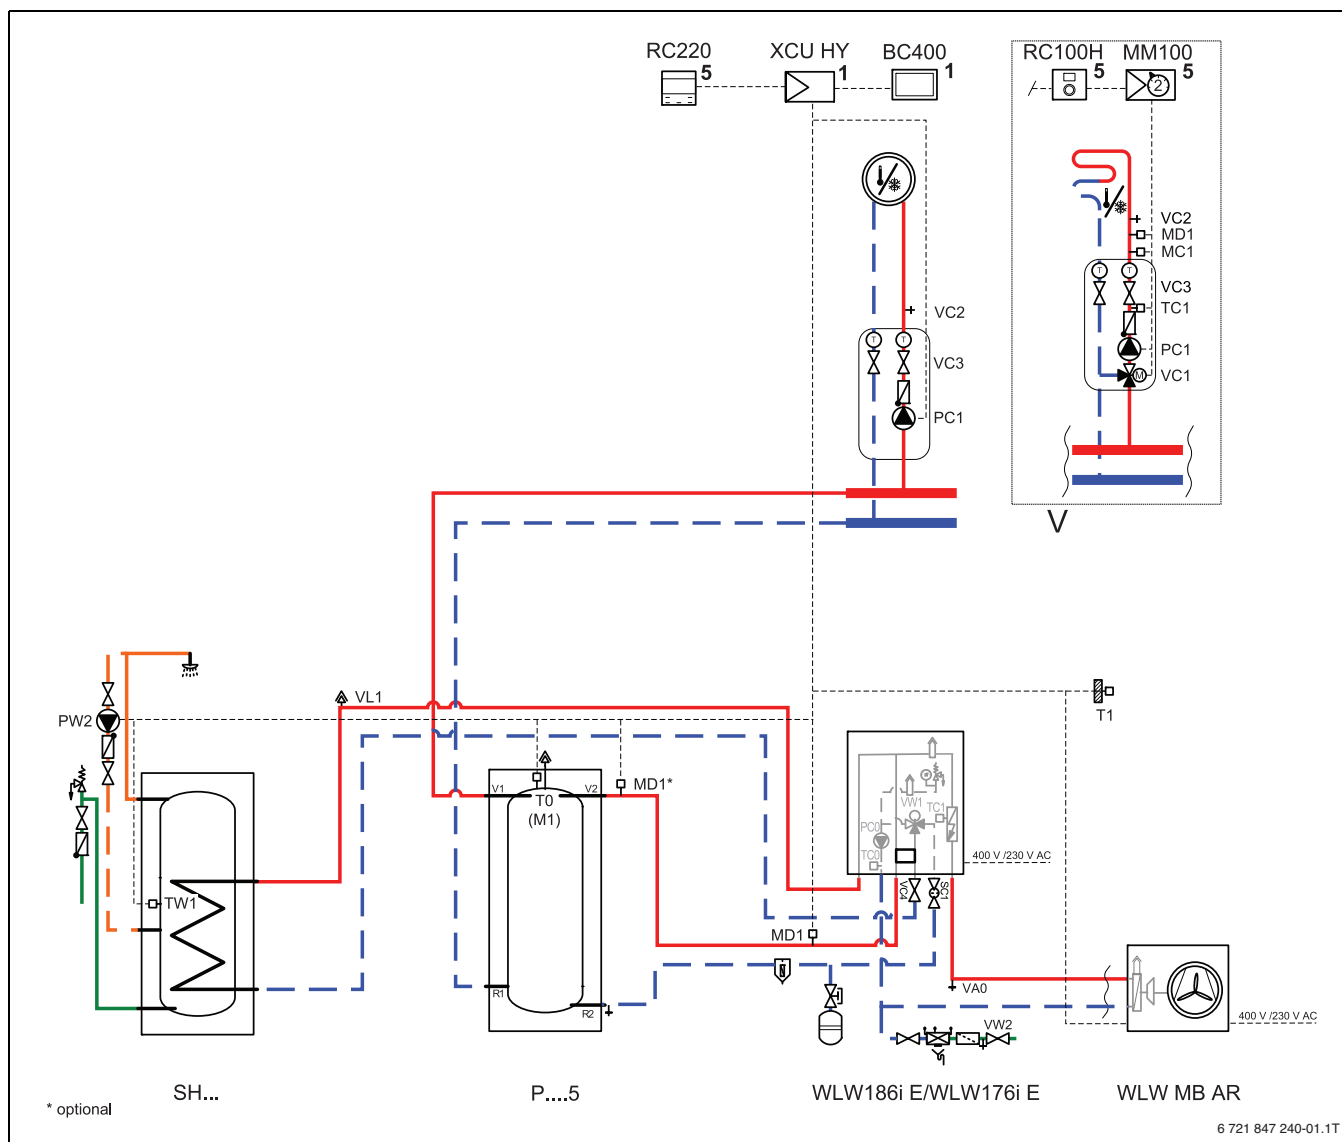 RC220
5
XCU HY
1
BC400
1
RC100H
5
MM100
5
2
VC2
MD1
MC1
T
T
VC3
TC1
PC1
M
VC1
V
VC2
T
T
VC3
PC1
PW2
VL1
T1
TW1
V1
V2
T0
(M1)
MD1*
R1
R2
MD1
VW1
TC1
PC0
TC0
400 V /230 V AC
VC4
SC1
VA0
VW2
400 V /230 V AC
SH...
P....5
WLW186i E/WLW176i E
WLW MB AR
* optional
6 721 847 240-01.1T